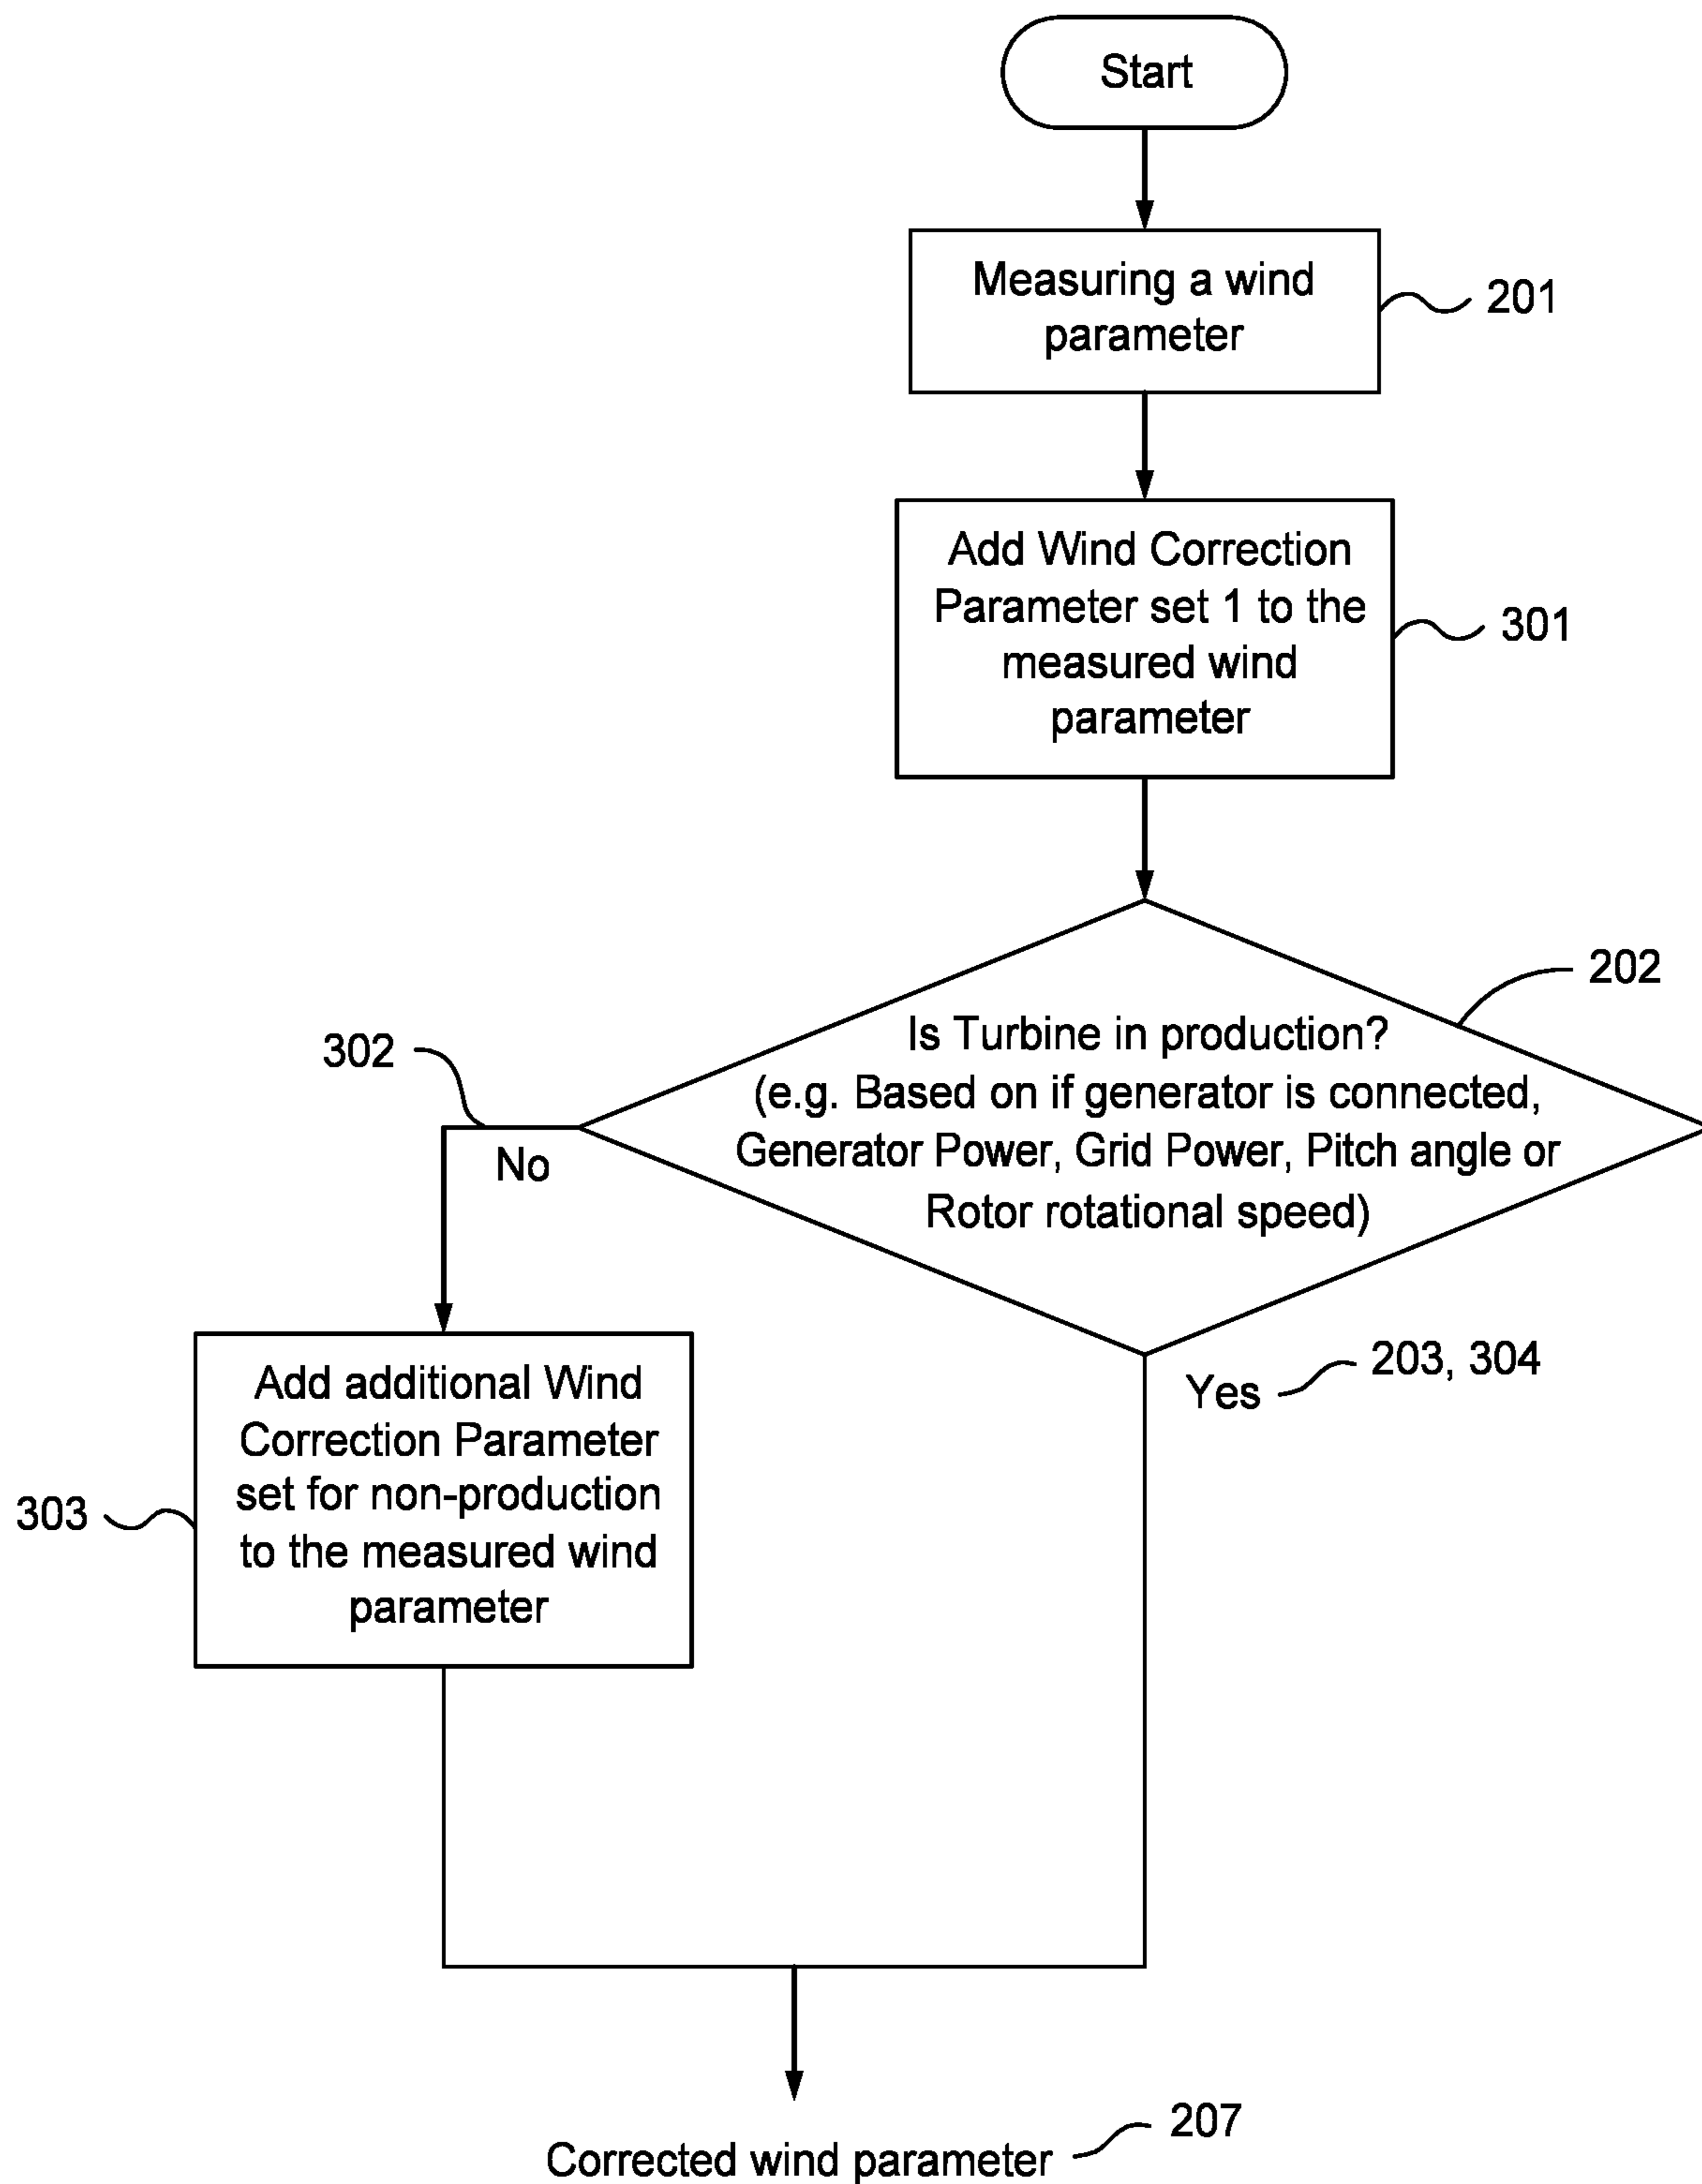 Start
Measuring a wind
parameter
201
Add Wind Correction
Parameter set 1 to the
measured wind
parameter
301
202
Is Turbine in production?
(e.g. Based on if generator is connected,
Generator Power, Grid Power, Pitch angle or
Rotor rotational speed)
302
No
203, 304
Yes
Add additional Wind
Correction Parameter
set for non-production
to the measured wind
parameter
303
207
Corrected wind parameter